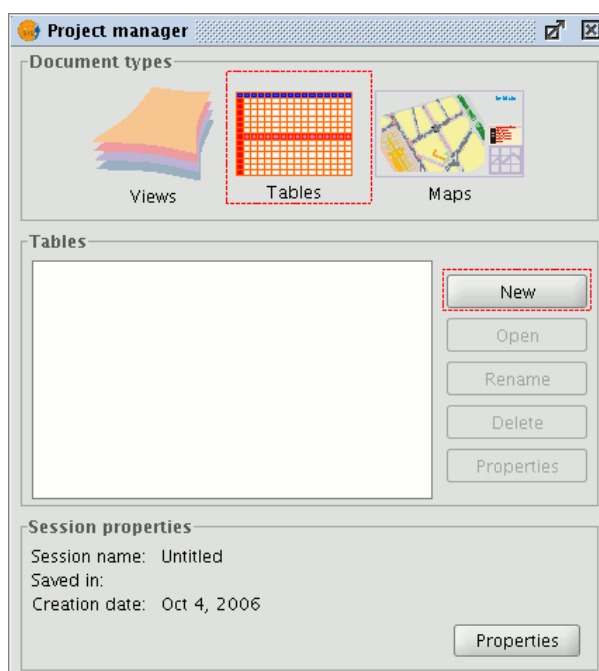 Project manager
Document types
Views
Tables
Maps
Tables
New
Open
Rename
Delete
Properties
Session properties
Session name: Untitled
Saved in:
Creation date: Oct 4, 2006
Properties